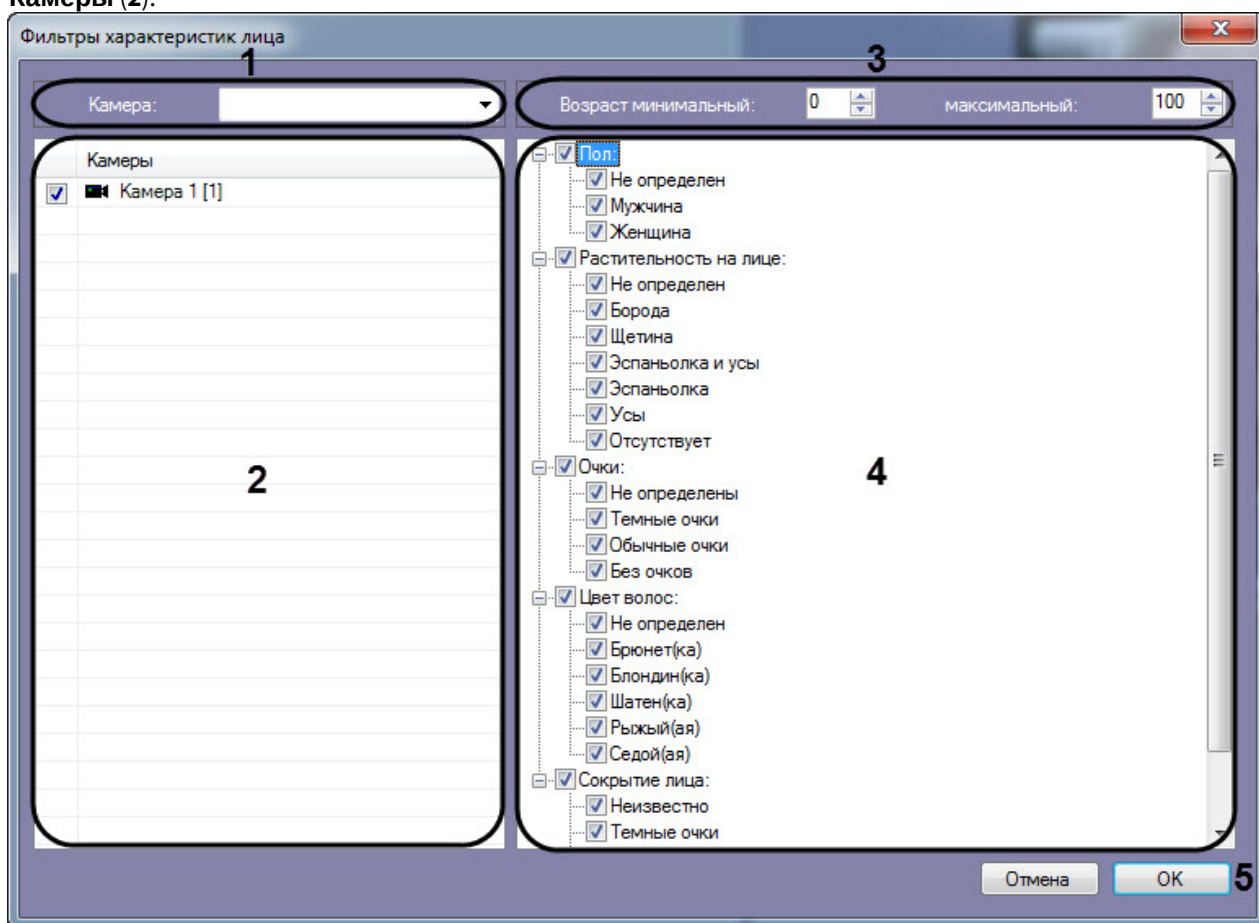 Камеры (2).
Фильтры характеристик лица
1
3
Камера:
Возраст минимальный: 0 максимальный: 100
Камеры
Камера 1 [1]
2
Пол:
Не определен
Мужчина
Женщина
Растительность на лице:
Не определен
Борода
Щетина
Эспаньолка и усы
Эспаньолка
Усы
Отсутствует
Очки:
Не определены
Темные очки
Обычные очки
Без очков
Цвет волос:
Не определен
Брюнет(ка)
Блондин(ка)
Шатен(ка)
Рыжый(ая)
Седой(ая)
Сокрытие лица:
Неизвестно
Темные очки
4
Отмена
OK
5